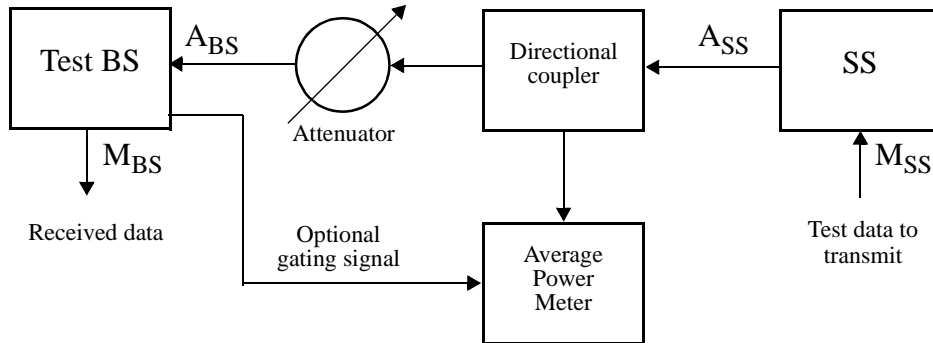 Test BS
A_BS
Attenuator
Directional
coupler
A_SS
SS
M_BS
M_SS
Received data
Optional
gating signal
Average
Power
Meter
Test data to
transmit